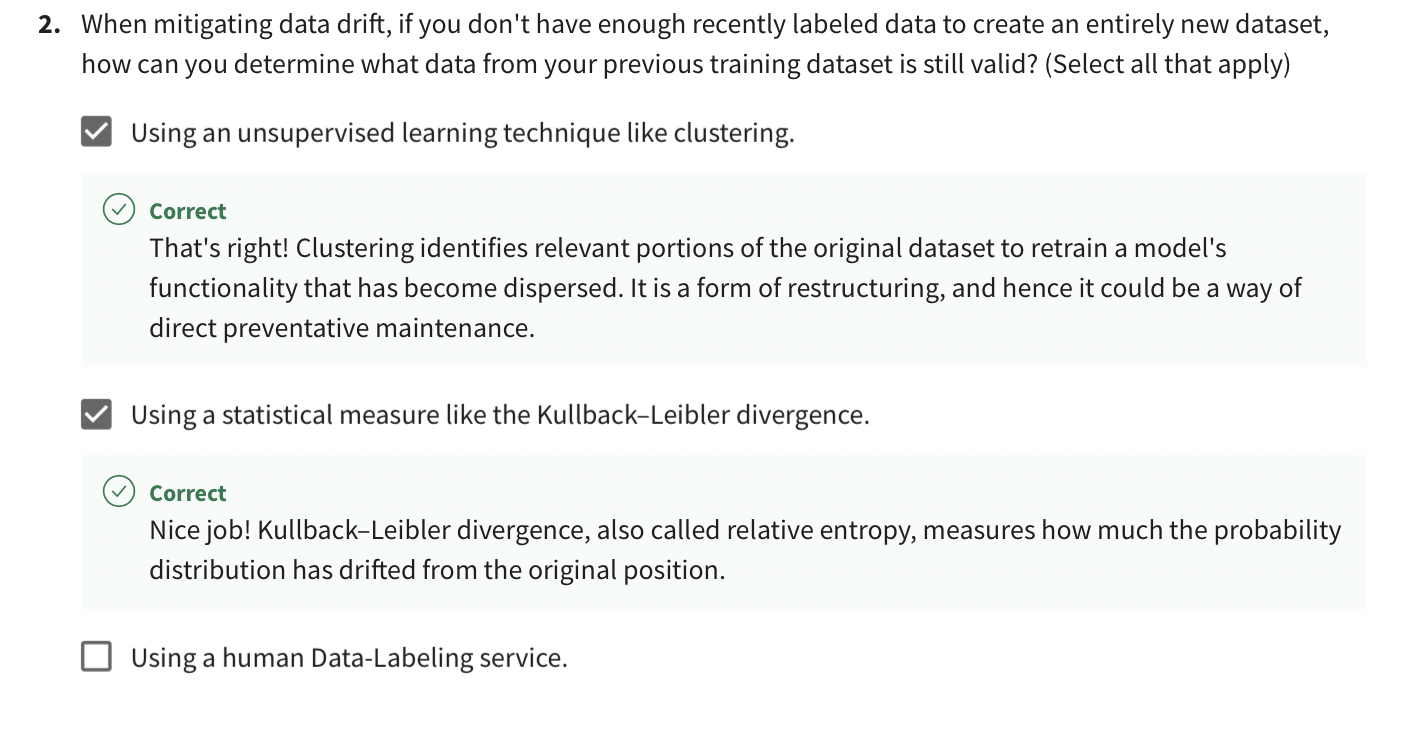 2. When mitigating data drift, if you don't have enough recently labeled data to create an entirely new dataset,
how can you determine what data from your previous training dataset is still valid? (Select all that apply)
Using an unsupervised learning technique like clustering.
Correct
That's right! Clustering identifies relevant portions of the original dataset to retrain a model's
functionality that has become dispersed. It is a form of restructuring, and hence it could be a way of
direct preventative maintenance.
Using a statistical measure like the Kullback–Leibler divergence.
Correct
Nice job! Kullback–Leibler divergence, also called relative entropy, measures how much the probability
distribution has drifted from the original position.
Using a human Data-Labeling service.